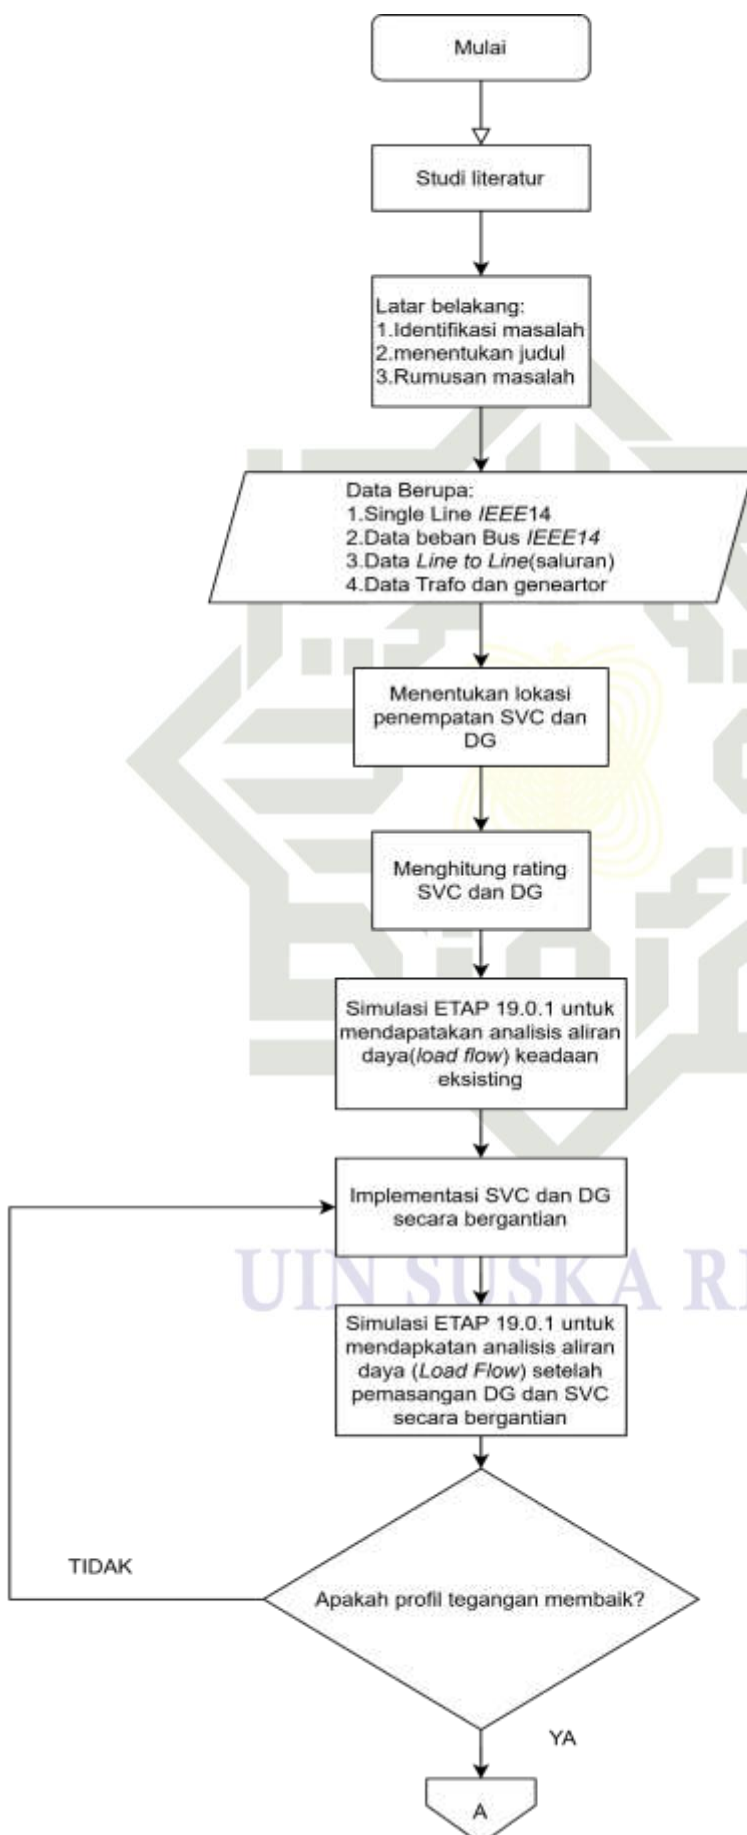 Mulai
Studi literatur
Latar belakang:
1.Identifikasi masalah
2.menentukan judul
3.Rumusan masalah
Data Berupa:
1.Single Line IEEE14
2.Data beban Bus IEEE14
3.Data Line to Line(saluran)
4.Data Trafo dan geneartor
Menentukan lokasi
penempatan SVC dan
DG
Menghitung rating
SVC dan DG
Simulasi ETAP 19.0.1 untuk
mendapatakan analisis aliran
daya(load flow) keadaan
eksisting
Implementasi SVC dan DG
secara bergantian
UIN SUSKA R
Simulasi ETAP 19.0.1 untuk
mendapkatan analisis aliran
daya (Load Flow) setelah
pemasangan DG dan SVC
secara bergantian
TIDAK
Apakah profil tegangan membaik?
YA
A